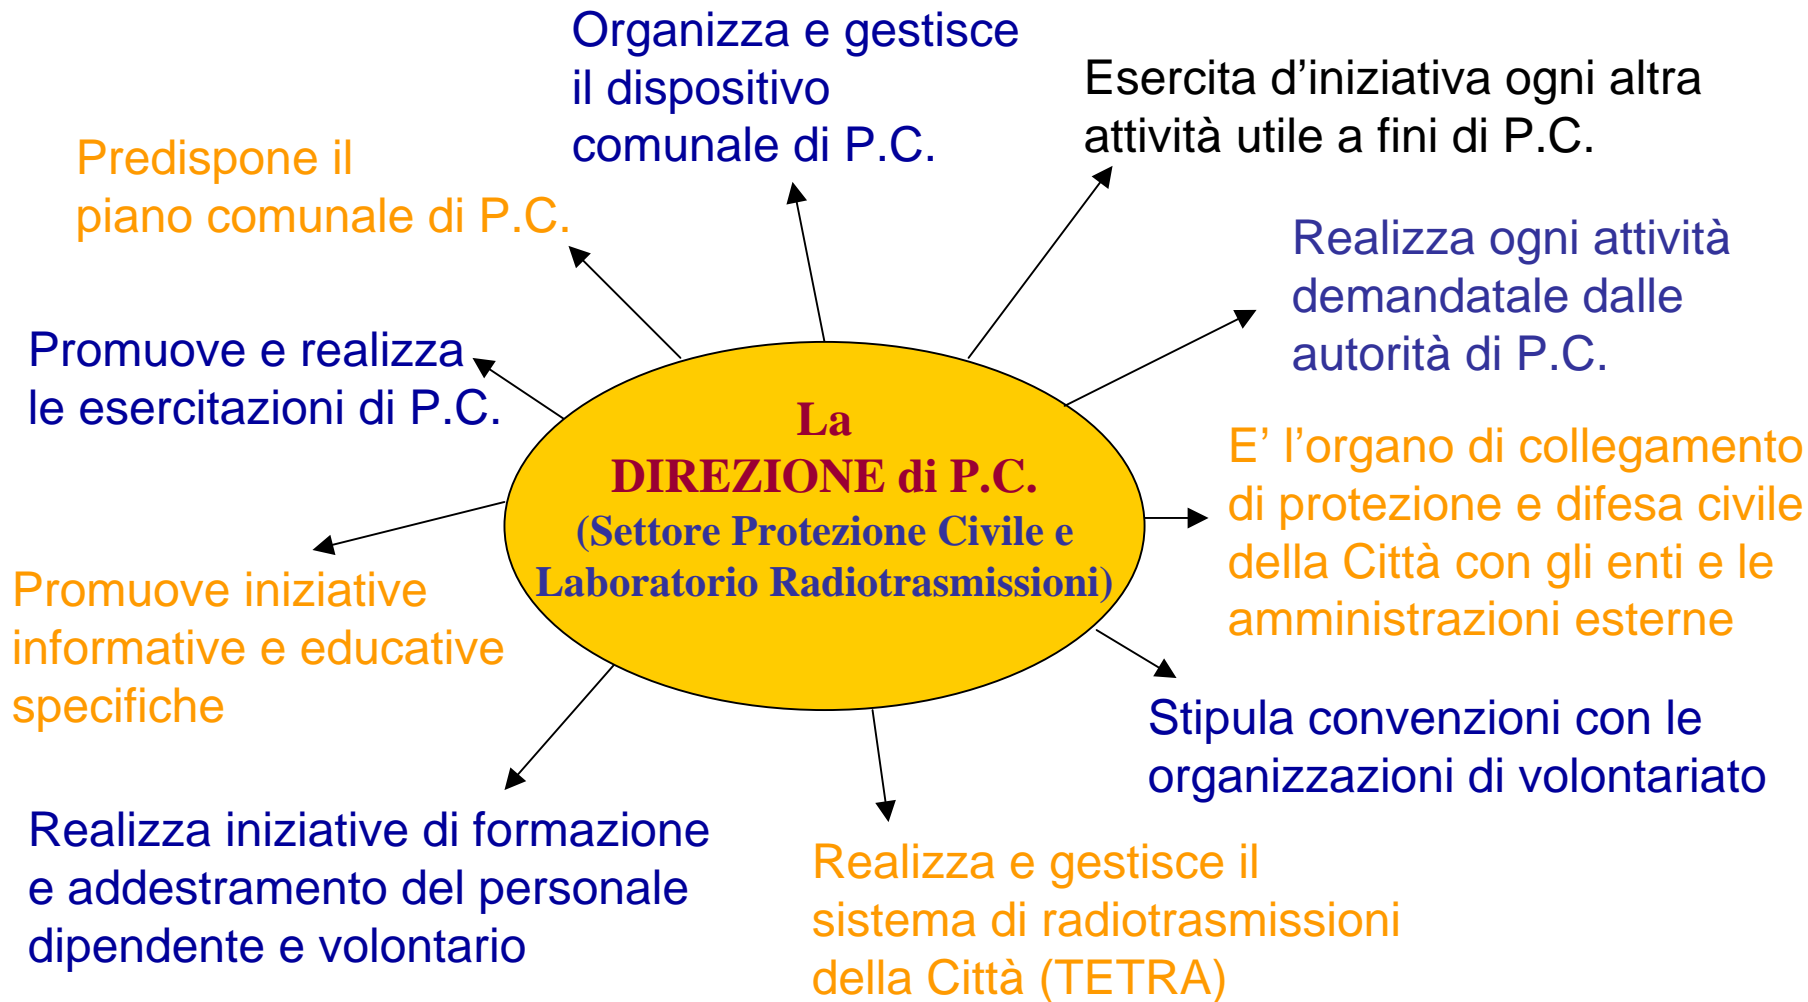 Organizza e gestisce
il dispositivo
comunale di P.C.
Esercita d’iniziativa ogni altra
attività utile a fini di P.C.
Predispone il
piano comunale di P.C.
Realizza ogni attività
demandatale dalle
autorità di P.C.
Promuove e realizza
le esercitazioni di P.C.
La
DIREZIONE di P.C.
(Settore Protezione Civile e
Laboratorio Radiotrasmissioni)
E’ l’organo di collegamento
di protezione e difesa civile
della Città con gli enti e le
amministrazioni esterne
Promuove iniziative
informative e educative
specifiche
Stipula convenzioni con le
organizzazioni di volontariato
Realizza iniziative di formazione
e addestramento del personale
dipendente e volontario
Realizza e gestisce il
sistema di radiotrasmissioni
della Città (TETRA)